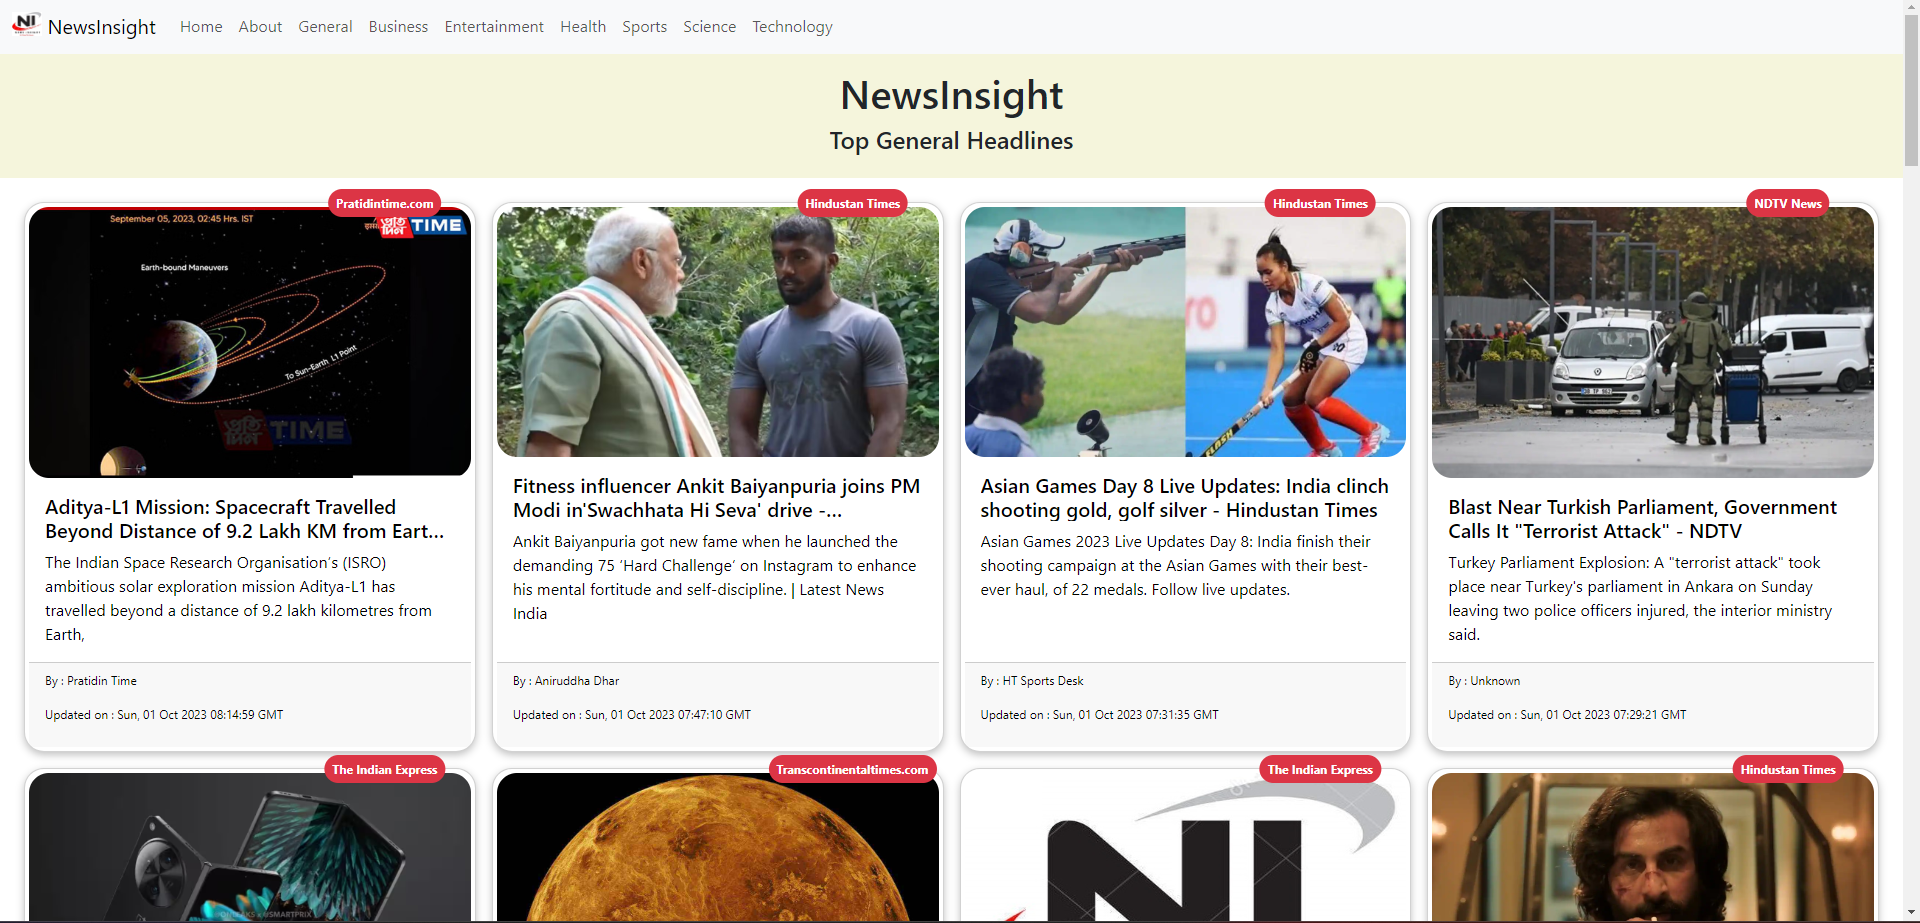 NI
NewsInsight
Home
About
General
Business
Entertainment
Health
Sports
Science
Technology
NewsInsight
Top General Headlines
Pratidintime.com
September 05, 2023, 02:45 Hrs. IST
প্রতিদিন TIME
Earth-bound Maneuvers
To Sun-Earth L1 Point
প্রতিদিন TIME
Aditya-L1 Mission: Spacecraft Travelled
Beyond Distance of 9.2 Lakh KM from Eart...
The Indian Space Research Organisation’s (ISRO)
ambitious solar exploration mission Aditya-L1 has
travelled beyond a distance of 9.2 lakh kilometres from
Earth,
By : Pratidin Time
Updated on : Sun, 01 Oct 2023 08:14:59 GMT
Hindustan Times
Fitness influencer Ankit Baiyanpuria joins PM
Modi in'Swachhata Hi Seva' drive -...
Ankit Baiyanpuria got new fame when he launched the
demanding 75 ‘Hard Challenge’ on Instagram to enhance
his mental fortitude and self-discipline. | Latest News
India
By : Aniruddha Dhar
Updated on : Sun, 01 Oct 2023 07:47:10 GMT
Hindustan Times
ro
FLASH
Asian Games Day 8 Live Updates: India clinch
shooting gold, golf silver - Hindustan Times
Asian Games 2023 Live Updates Day 8: India finish their
shooting campaign at the Asian Games with their best-
ever haul, of 22 medals. Follow live updates.
By : HT Sports Desk
Updated on : Sun, 01 Oct 2023 07:31:35 GMT
NDTV News
Blast Near Turkish Parliament, Government
Calls It "Terrorist Attack" - NDTV
Turkey Parliament Explosion: A "terrorist attack" took
place near Turkey's parliament in Ankara on Sunday
leaving two police officers injured, the interior ministry
said.
By : Unknown
Updated on : Sun, 01 Oct 2023 07:29:21 GMT
The Indian Express
Transcontinentaltimes.com
The Indian Express
NI
Hindustan Times